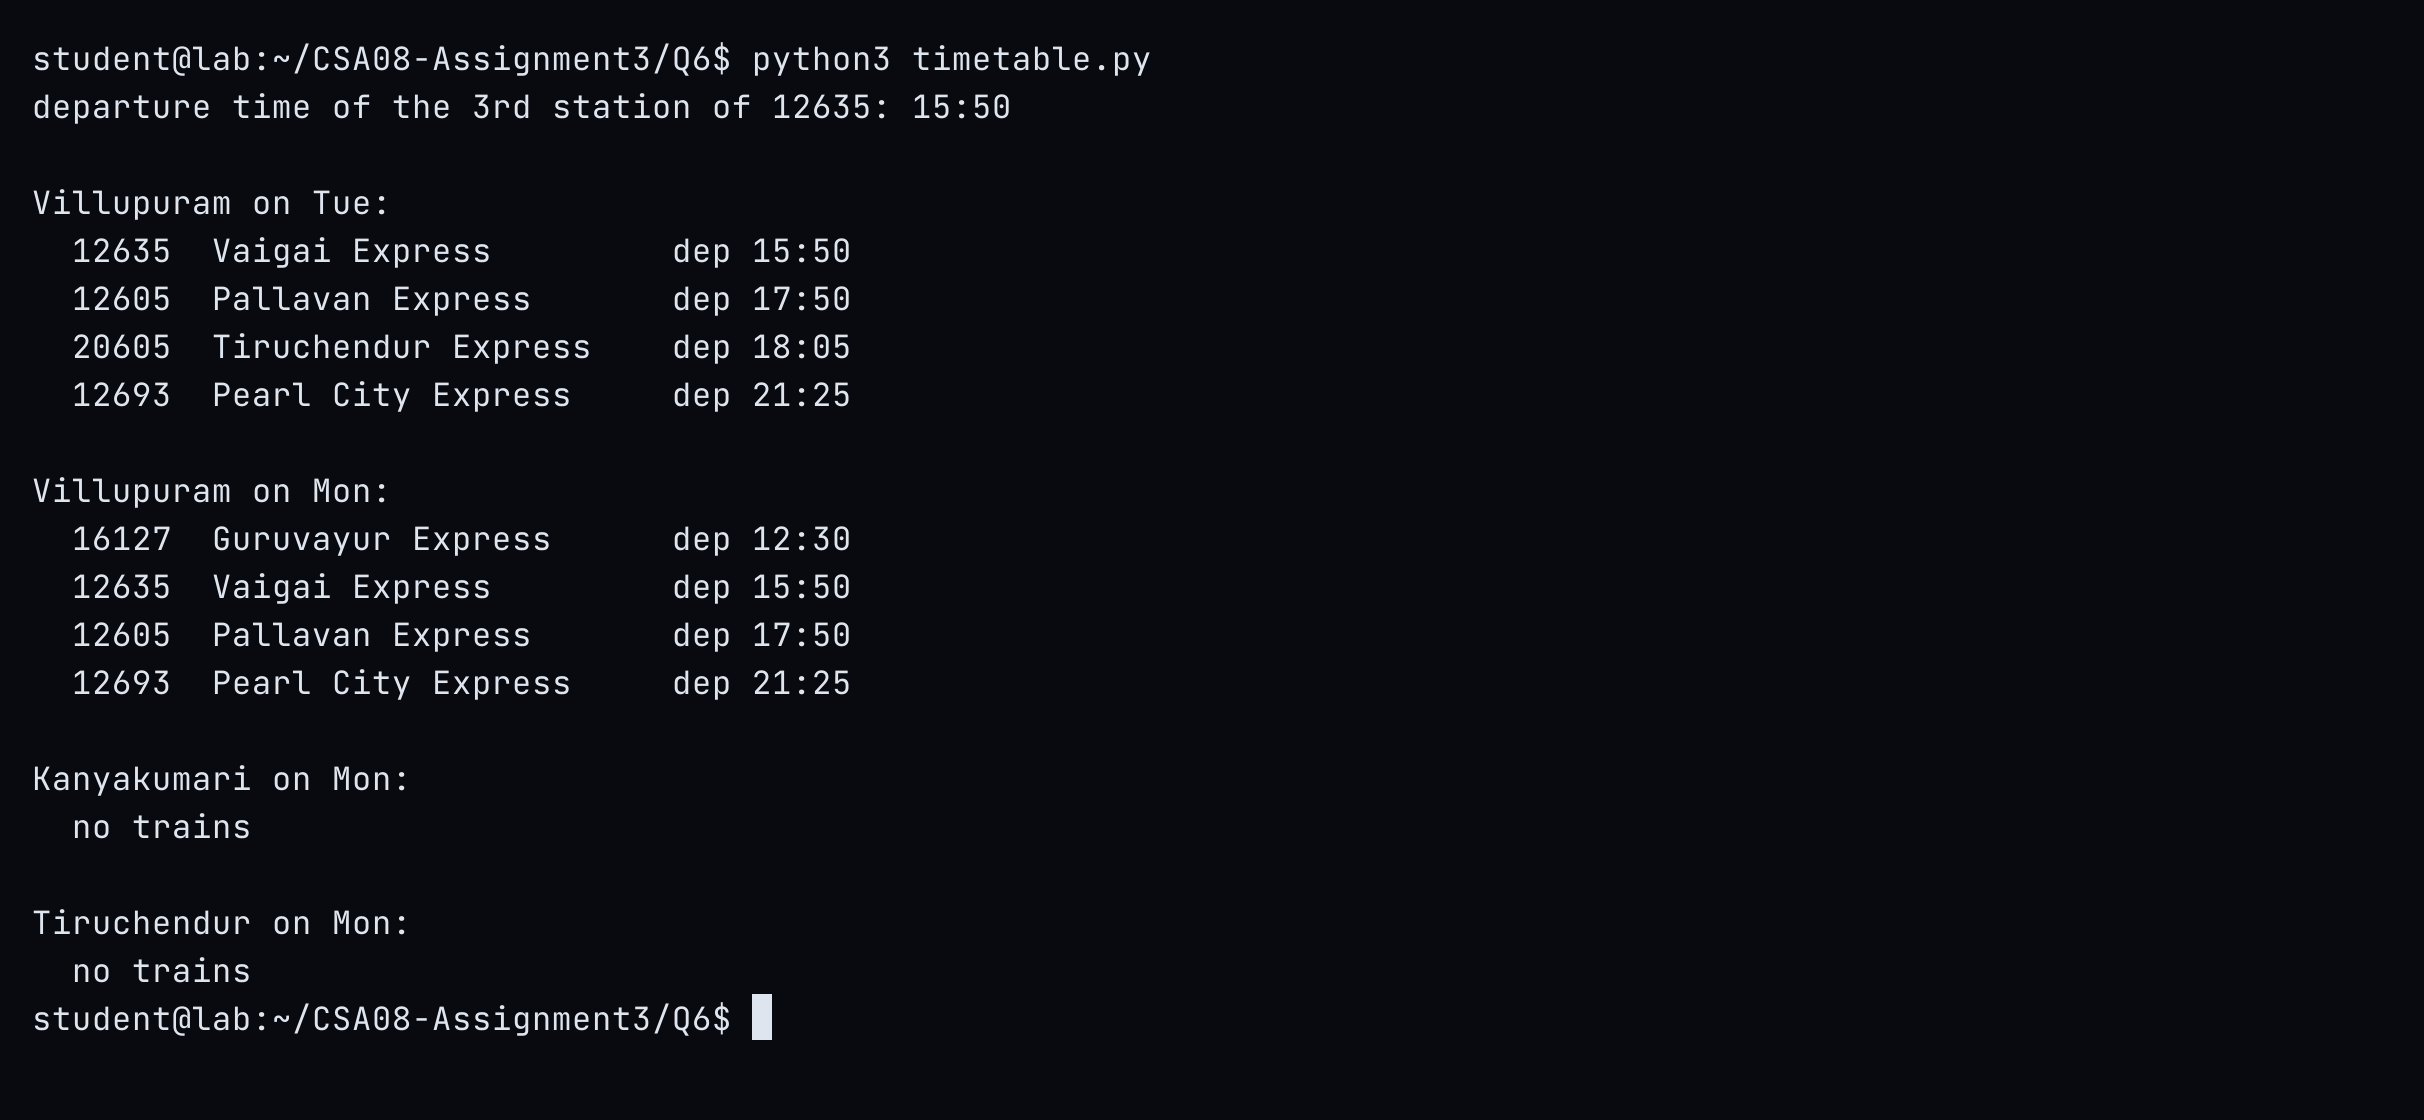 student@lab:~/CSA08-Assignment3/Q6$ python3 timetable.py
departure time of the 3rd station of 12635: 15:50

Villupuram on Tue:
  12635  Vaigai Express         dep 15:50
  12605  Pallavan Express       dep 17:50
  20605  Tiruchendur Express    dep 18:05
  12693  Pearl City Express     dep 21:25

Villupuram on Mon:
  16127  Guruvayur Express      dep 12:30
  12635  Vaigai Express         dep 15:50
  12605  Pallavan Express       dep 17:50
  12693  Pearl City Express     dep 21:25

Kanyakumari on Mon:
  no trains

Tiruchendur on Mon:
  no trains
student@lab:~/CSA08-Assignment3/Q6$